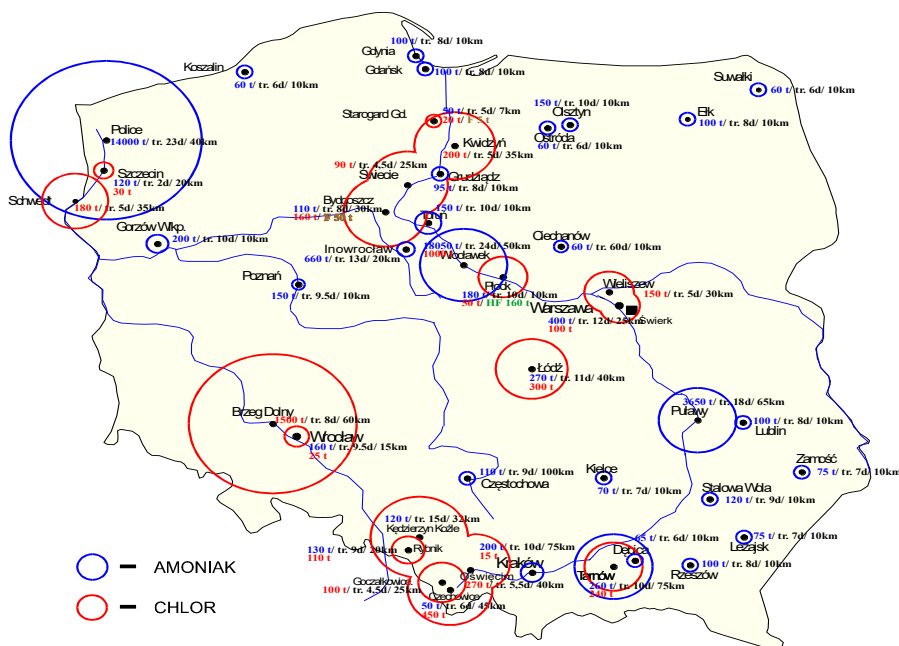 100 t/ tr. 8d/ 10km
Gdynia
Gdańsk
100 t/ tr. 8d/ 10km
Koszalin
60 t/ tr. 6d/ 10km
Suwałki
60 t/ tr. 6d/ 10km
Starogard Gd.
50 t/ tr. 5d/ 7km
20 t/ F 5 t
150 t/ tr. 10d/ 10km
Olsztyn
Ostróda
60 t/ tr. 6d/ 10km
Ełk
100 t/ tr. 8d/ 10km
Police
14000 t/ tr. 23d/ 40km
Kwidzyń
200 t/ tr. 5d/ 35km
90 t/ tr. 4,5d/ 25km
Świecie
Grudziądz
95 t/ tr. 8d/ 10km
Szczecin
120 t/ tr. 2d/ 20km
30 t
Schwest
180 t/ tr. 5d/ 35km
Bydgoszcz
110 t/ tr. 8d/ 30km
160 t/
150 t/ tr. 10d/ 10km
Toruń
Gorzów Wlkp.
200 t/ tr. 10d/ 10km
Inowrocław
660 t/ tr. 13d/ 20km
18050 t/ tr. 24d/ 50km
100 t
Włocławek
Ciechanów
60 t/ tr. 60d/ 10km
Poznań
150 t/ tr. 9.5d/ 10km
Płock
180 t/ tr. 10d/ 10km
50 t/ HF 160 t
Wieliszew
150 t/ tr. 5d/ 30km
Warszawa
Świerk
400 t/ tr. 12d/ 25km
100 t
Łódź
270 t/ tr. 11d/ 40km
300 t
Brzeg Dolny
1500 t/ tr. 8d/ 60km
Wrocław
160 t/ tr. 9.5d/ 15km
25 t
3650 t/ tr. 18d/ 65km
Puławy
100 t/ tr. 8d/ 10km
Lublin
110 t/ tr. 9d/ 100km
Częstochowa
Kielce
70 t/ tr. 7d/ 10km
Zamość
75 t/ tr. 7d/ 10km
Stalowa Wola
120 t/ tr. 9d/ 10km
120 t/ tr. 15d/ 32km
Kędzierzyn Koźle
130 t/ tr. 9d/ 20km
110 t
Rybnik
200 t/ tr. 10d/ 75km
15 t
Kraków
65 t/ tr. 6d/ 10km
Dębica
75 t/ tr. 7d/ 10km
Leżajsk
100 t/ tr. 8d/ 10km
Rzeszów
Goczałkowice
100 t/ tr. 4,5d/ 25km
Oświęcim
270 t/ tr. 5,5d/ 40km
Czechowice
50 t/ tr. 6d/ 45km
450 t
Tarnów
260 t/ tr. 10d/ 75km
240 t
AMONIAK
CHLOR